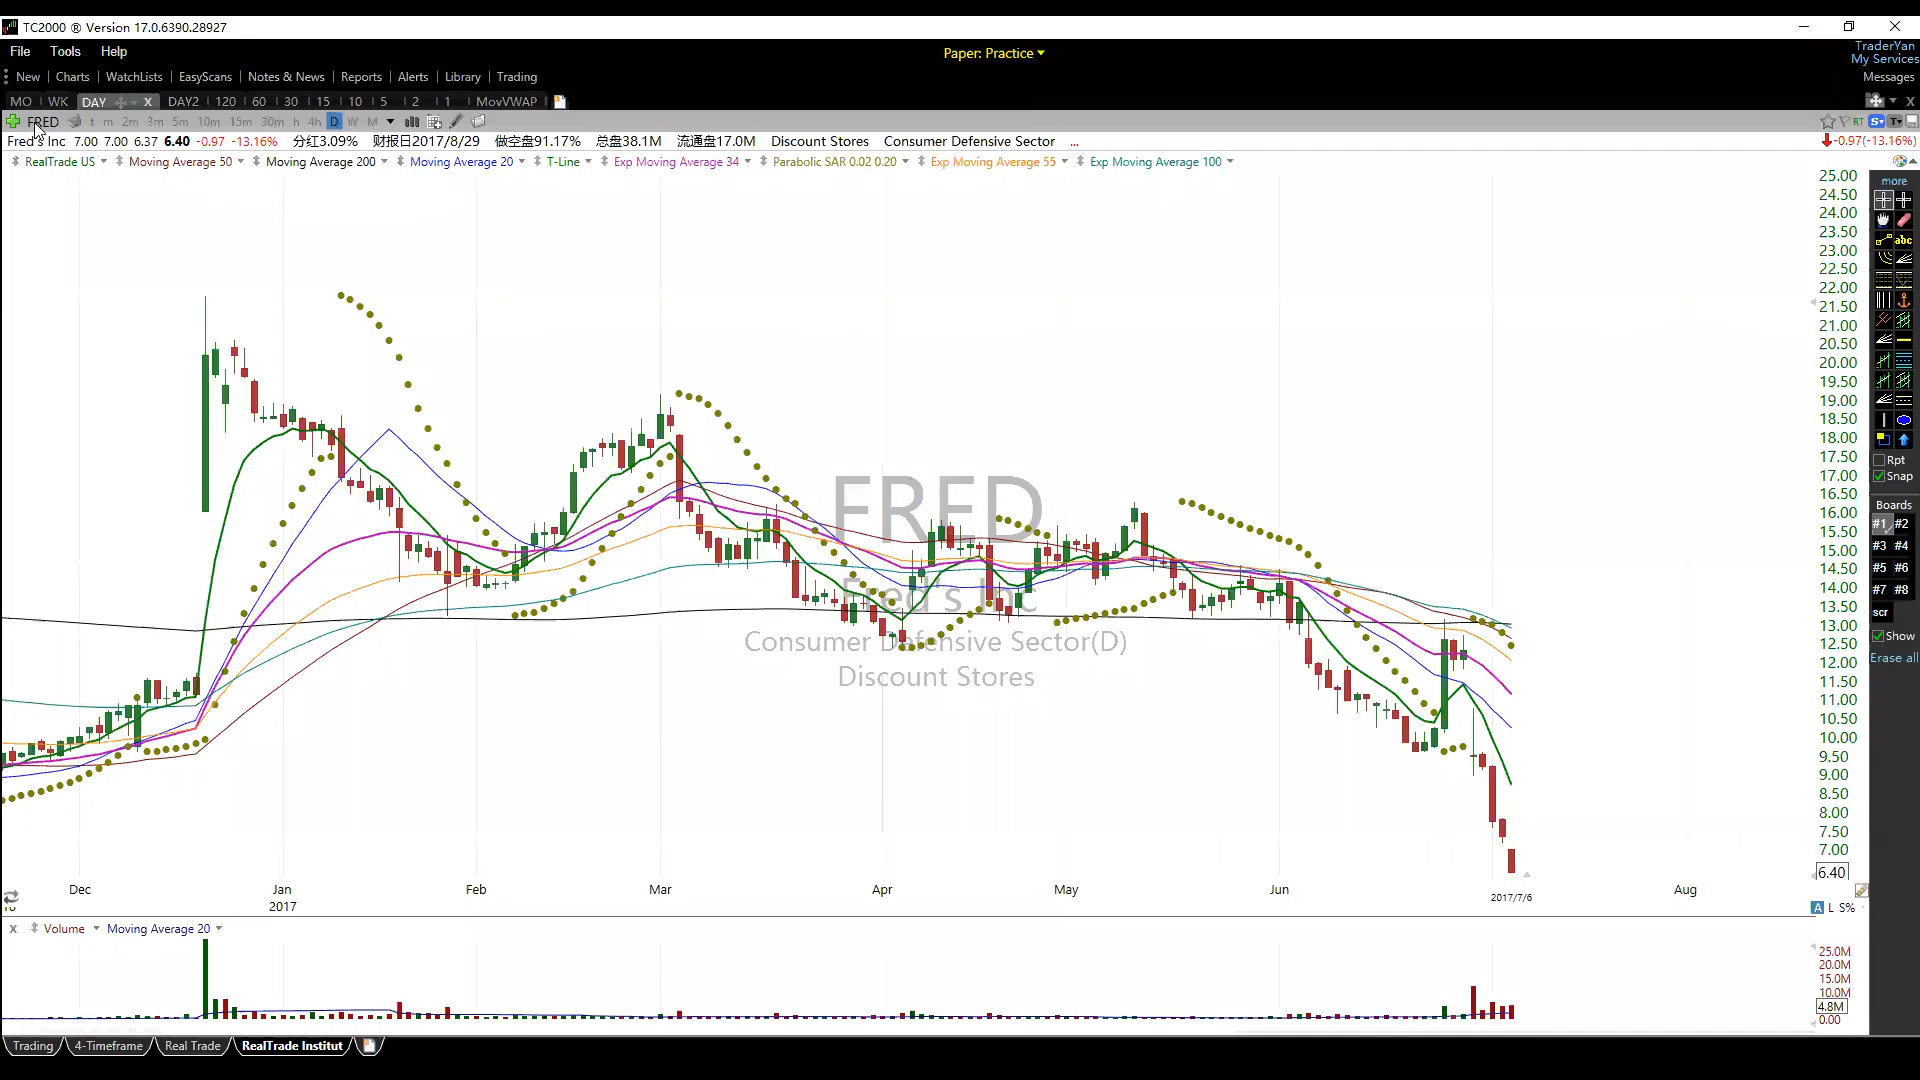 TC2000 ® Version 17.0.6390.28927
File Tools Help
Paper: Practice
TraderYan
My Services
New Charts WatchLists EasyScans Notes & News Reports Alerts Library Trading
Messages
MO WK DAY X DAY2 120 60 30 15 10 5 2 1 MovVWAP
X
FRED t m 2m 3m 5m 10m 15m 30m h 4h D W M
RT S T
Fred's Inc 7.00 7.00 6.37 6.40 -0.97 -13.16% 分红3.09% 财报日2017/8/29 做空盘91.17% 总盘38.1M 流通盘17.0M Discount Stores Consumer Defensive Sector ...
-0.97(-13.16%)
RealTrade US Moving Average 50 Moving Average 200 Moving Average 20 T-Line Exp Moving Average 34 Parabolic SAR 0.02 0.20 Exp Moving Average 55 Exp Moving Average 100
25.00
24.50
24.00
23.50
23.00
22.50
22.00
21.50
21.00
20.50
20.00
19.50
19.00
18.50
18.00
17.50
17.00
16.50
16.00
15.50
15.00
14.50
14.00
13.50
13.00
12.50
12.00
11.50
11.00
10.50
10.00
9.50
9.00
8.50
8.00
7.50
7.00
6.40
more
abc
Rpt
Snap
Boards
#1 #2
#3 #4
#5 #6
#7 #8
scr
Show
Erase all
FRED
Fred's Inc
Consumer Defensive Sector(D)
Discount Stores
Dec Jan Feb Mar Apr May Jun 2017/7/6 Aug
2017
A L S%
X Volume Moving Average 20
25.0M
20.0M
15.0M
10.0M
4.8M
0.00
Trading 4-Timeframe Real Trade RealTrade Institut